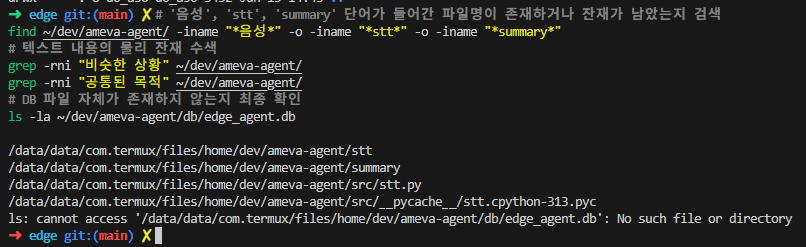 ➜ edge git:(main) ✗ # '음성', 'stt', 'summary' 단어가 들어간 파일명이 존재하거나 잔재가 남았는지 검색
find ~/dev/ameva-agent/ -iname "*음성*" -o -iname "*stt*" -o -iname "*summary*"
# 텍스트 내용의 물리 잔재 수색
grep -rni "비슷한 상황" ~/dev/ameva-agent/
grep -rni "공통된 목적" ~/dev/ameva-agent/
# DB 파일 자체가 존재하지 않는지 최종 확인
ls -la ~/dev/ameva-agent/db/edge_agent.db
/data/data/com.termux/files/home/dev/ameva-agent/stt
/data/data/com.termux/files/home/dev/ameva-agent/summary
/data/data/com.termux/files/home/dev/ameva-agent/src/stt.py
/data/data/com.termux/files/home/dev/ameva-agent/src/__pycache__/stt.cpython-313.pyc
ls: cannot access '/data/data/com.termux/files/home/dev/ameva-agent/db/edge_agent.db': No such file or directory
➜ edge git:(main) ✗